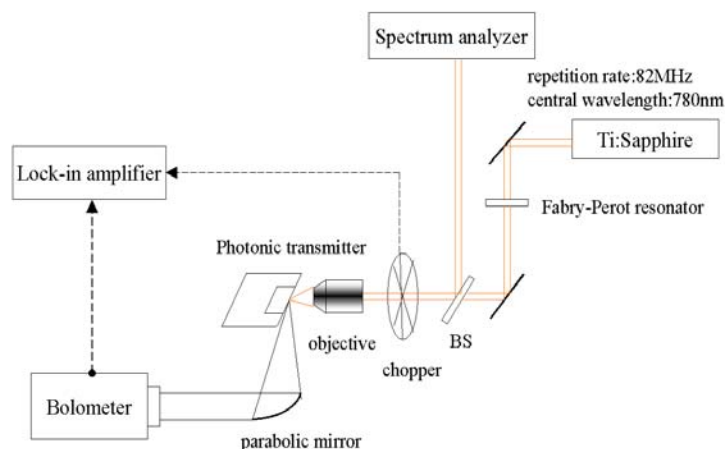 Spectrum analyzer
repetition rate:82MHz
central wavelength:780nm
Ti:Sapphire
Lock-in amplifier
Fabry-Perot resonator
Photonic transmitter
objective
BS
chopper
Bolometer
parabolic mirror